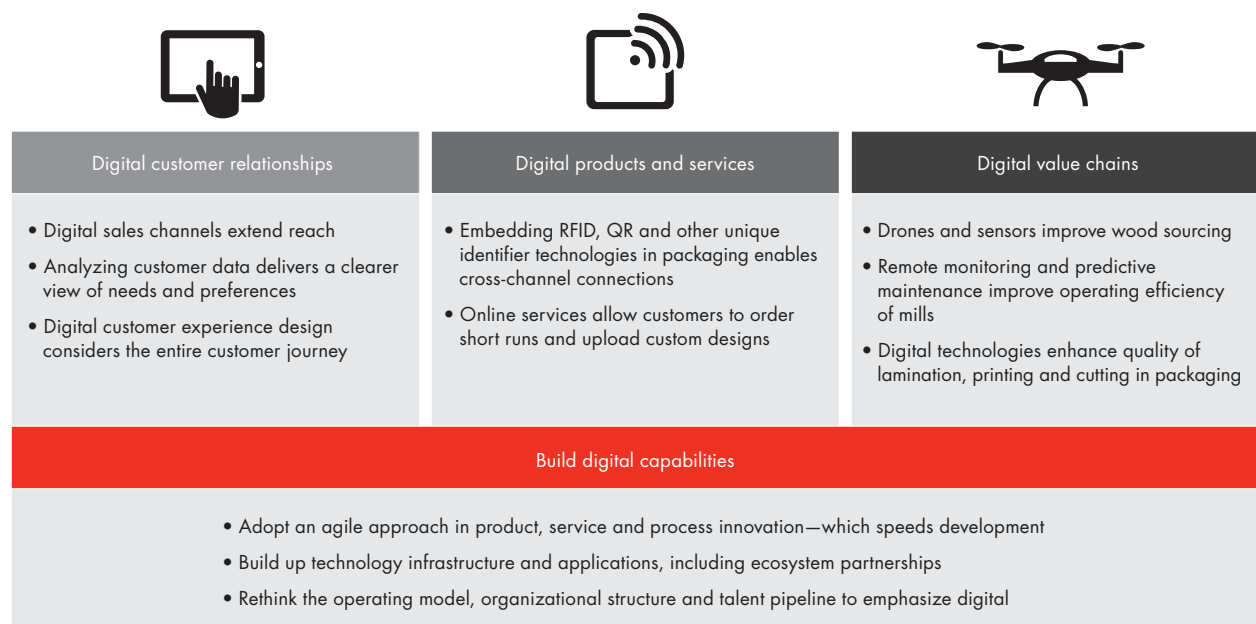 Digital customer relationships
• Digital sales channels extend reach
• Analyzing customer data delivers a clearer
view of needs and preferences
• Digital customer experience design
considers the entire customer journey
Digital products and services
• Embedding RFID, QR and other unique
identifier technologies in packaging enables
cross-channel connections
• Online services allow customers to order
short runs and upload custom designs
Digital value chains
• Drones and sensors improve wood sourcing
• Remote monitoring and predictive
maintenance improve operating efficiency
of mills
• Digital technologies enhance quality of
lamination, printing and cutting in packaging
Build digital capabilities
• Adopt an agile approach in product, service and process innovation—which speeds development
• Build up technology infrastructure and applications, including ecosystem partnerships
• Rethink the operating model, organizational structure and talent pipeline to emphasize digital